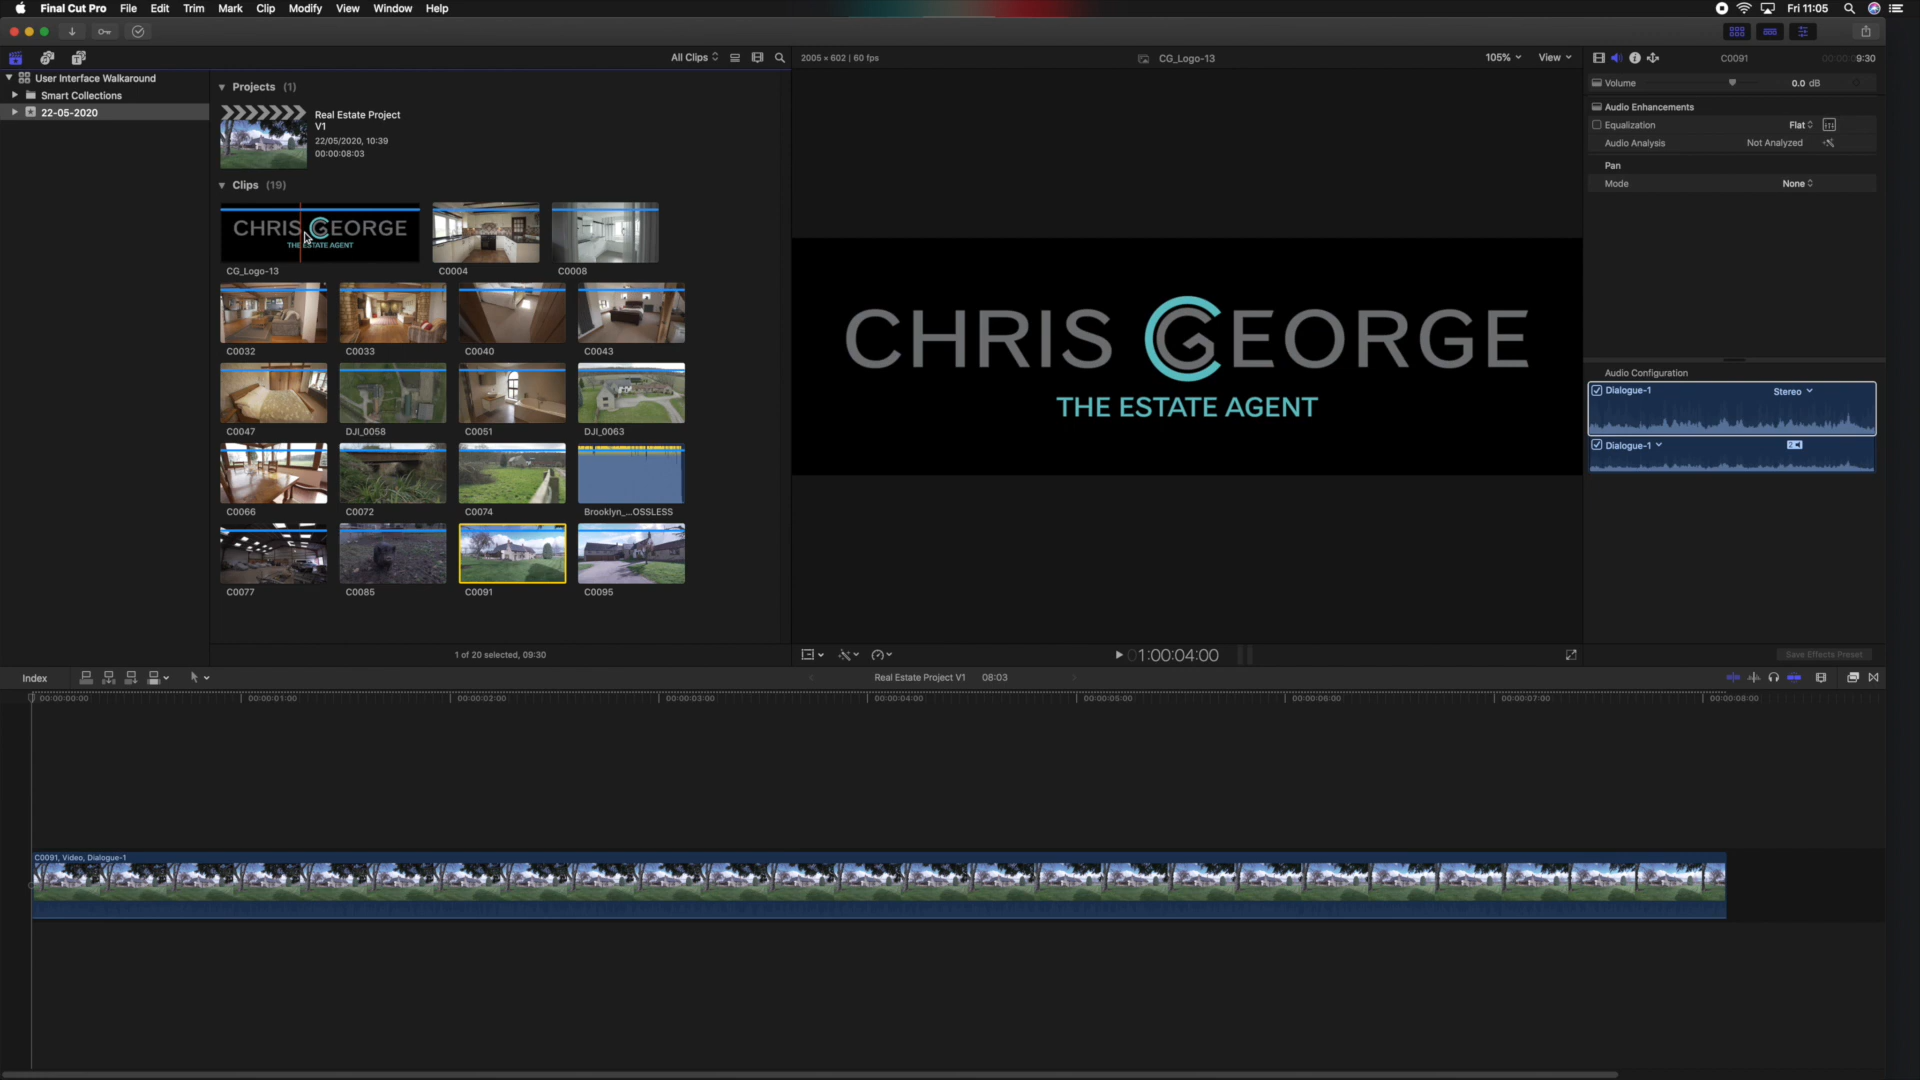 Final Cut Pro File Edit Trim Mark Clip Modify View Window Help
Fri 11:05
All Clips
2005 × 602 | 60 fps
CG_Logo-13
105%
View
C0091
9:30
User Interface Walkaround
Smart Collections
22-05-2020
Projects (1)
Real Estate Project
V1
22/05/2020, 10:39
00:00:08:03
Clips (19)
CHRIS GEORGE
THE ESTATE AGENT
CG_Logo-13
C0004
C0008
C0032
C0033
C0040
C0043
C0047
DJI_0058
C0051
DJI_0063
C0066
C0072
C0074
Brooklyn_...OSSLESS
C0077
C0085
C0091
C0095
1 of 20 selected, 09:30
CHRIS GEORGE
THE ESTATE AGENT
1:00:04:00
Volume
0.0 dB
Audio Enhancements
Equalization
Flat
Audio Analysis
Not Analyzed
Pan
Mode
None
Audio Configuration
Dialogue-1
Stereo
Dialogue-1
2
Save Effects Preset
Index
Real Estate Project V1
08:03
00:00:00:00
00:00:01:00
00:00:02:00
00:00:03:00
00:00:04:00
00:00:05:00
00:00:06:00
00:00:07:00
00:00:08:00
C0091, Video, Dialogue-1